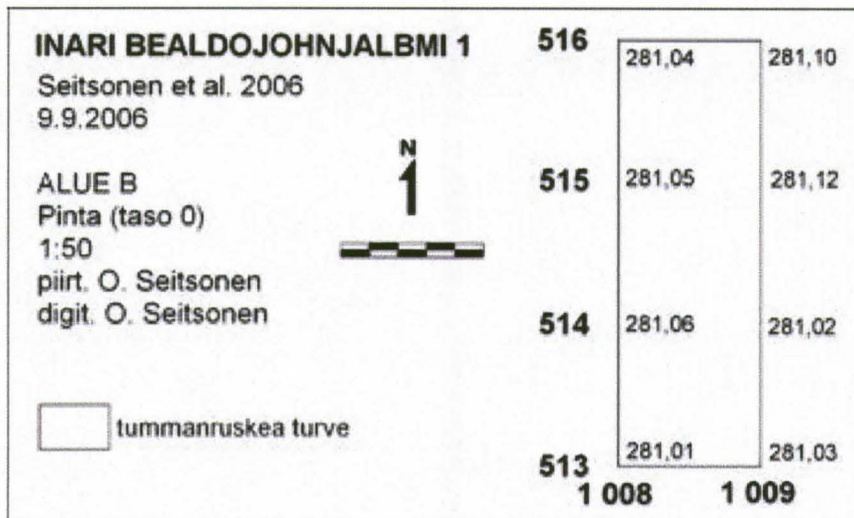 INARI BEALDOJOHNJALBMI 1
Seitsonen et al. 2006
9.9.2006
ALUE B
Pinta (taso 0)
1:50
piirt. O. Seitsonen
digit. O. Seitsonen
tummanruskea turve
N
516
281,04 281,10
515 281,05 281,12
514 281,06 281,02
281,01 281,03
513
1 008 1 009